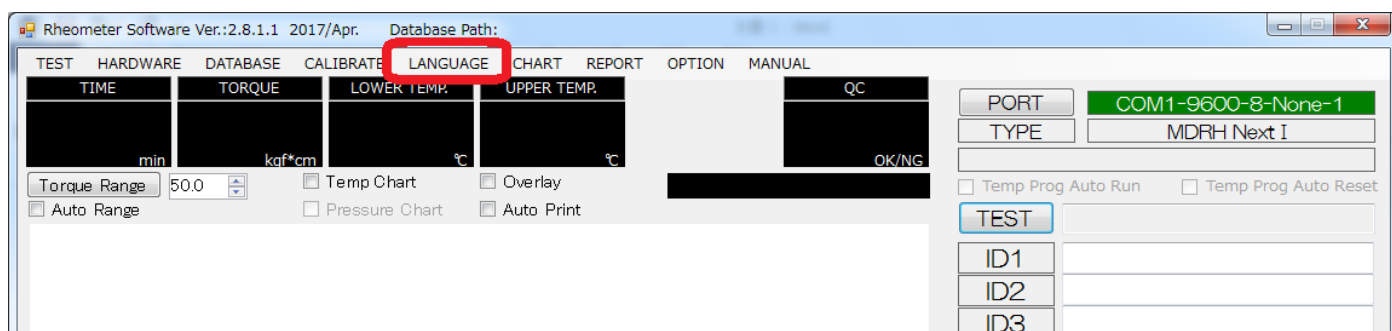 Rheometer Software Ver.:2.8.1.1 2017/Apr. Database Path:
TEST HARDWARE DATABASE CALIBRATE LANGUAGE CHART REPORT OPTION MANUAL
TIME TORQUE LOWER TEMP. UPPER TEMP. QC
min kgf*cm ℃ ℃ OK/NG
PORT COM1-9600-8-None-1
TYPE MDRH Next I
Torque Range 50.0 Temp Chart Overlay
Temp Prog Auto Run Temp Prog Auto Reset
Auto Range Pressure Chart Auto Print
TEST
ID1
ID2
ID3